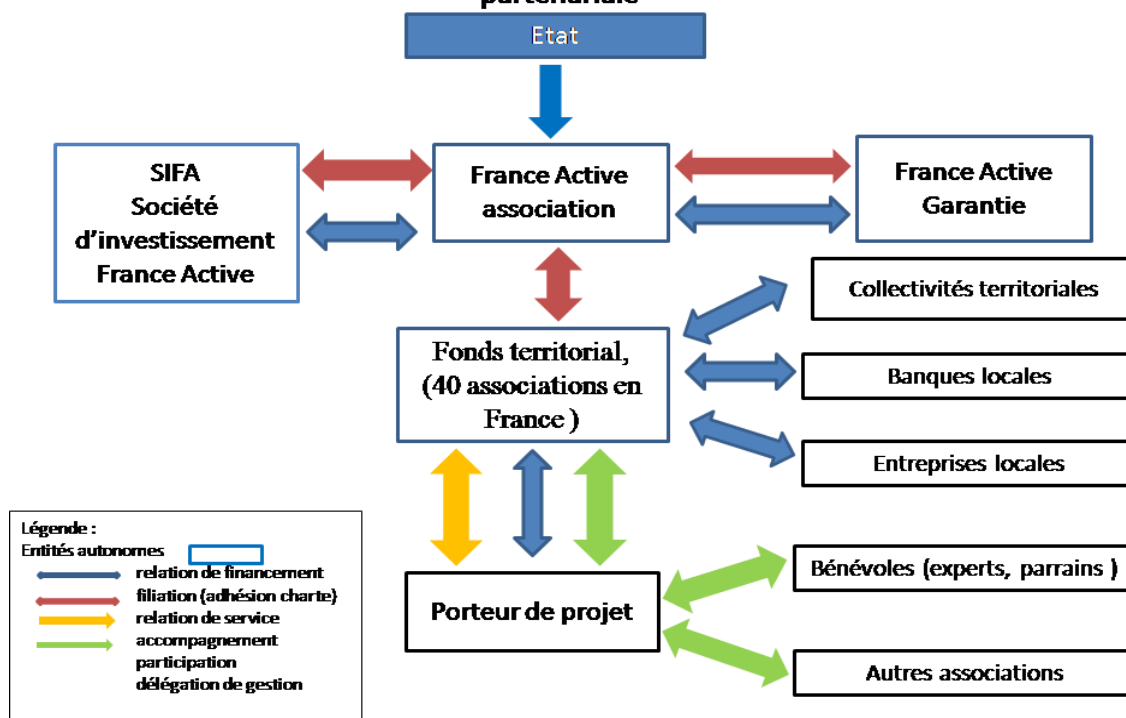 partenariale
Etat
SIFA
Société
d'investissement
France Active
France Active
association
France Active
Garantie
Collectivités territoriales
Fonds territorial,
(40 associations en
France )
Banques locales
Entreprises locales
Légende :
Entités autonomes
relation de financement
filiation (adhésion charte)
relation de service
accompagnement
participation
délégation de gestion
Porteur de projet
Bénévoles (experts, parrains )
Autres associations